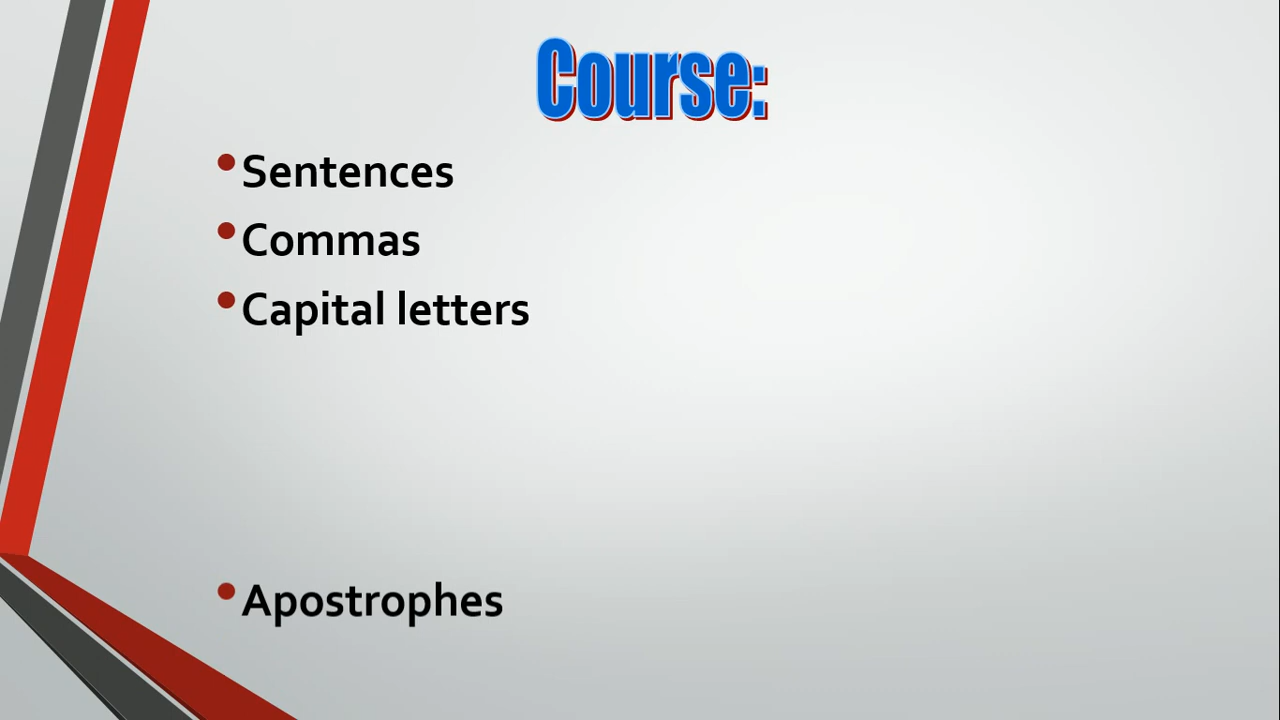 Course:
•Sentences
•Commas
•Capital letters
•Apostrophes